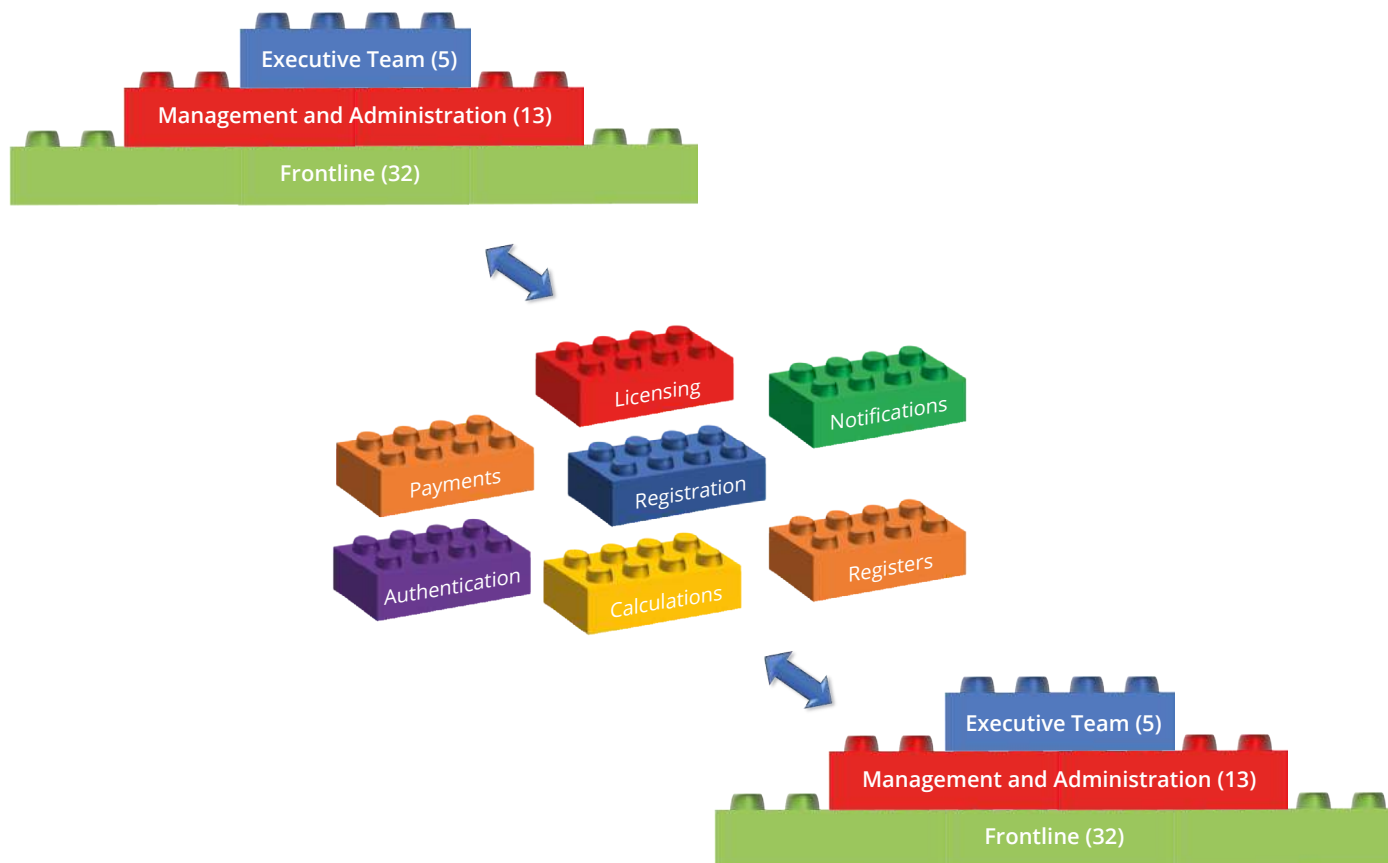 Executive Team (5)
Management and Administration (13)
Frontline (32)
Licensing
Notifications
Payments
Registration
Registers
Authentication
Calculations
Executive Team (5)
Management and Administration (13)
Frontline (32)